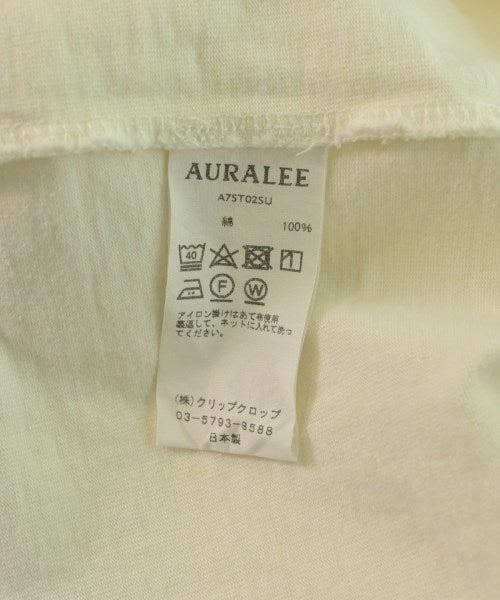 AURALEE
A7ST02SU
綿 100%
40
F W
アイロン掛けはあて布使用
裏返して、ネットに入れてあっ
てください。
(株)クリップクロップ
03-5793-8588
日本製